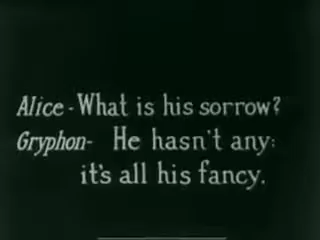 Alice - What is his sorrow?
Gryphon- He hasn't any:
it's all his fancy.